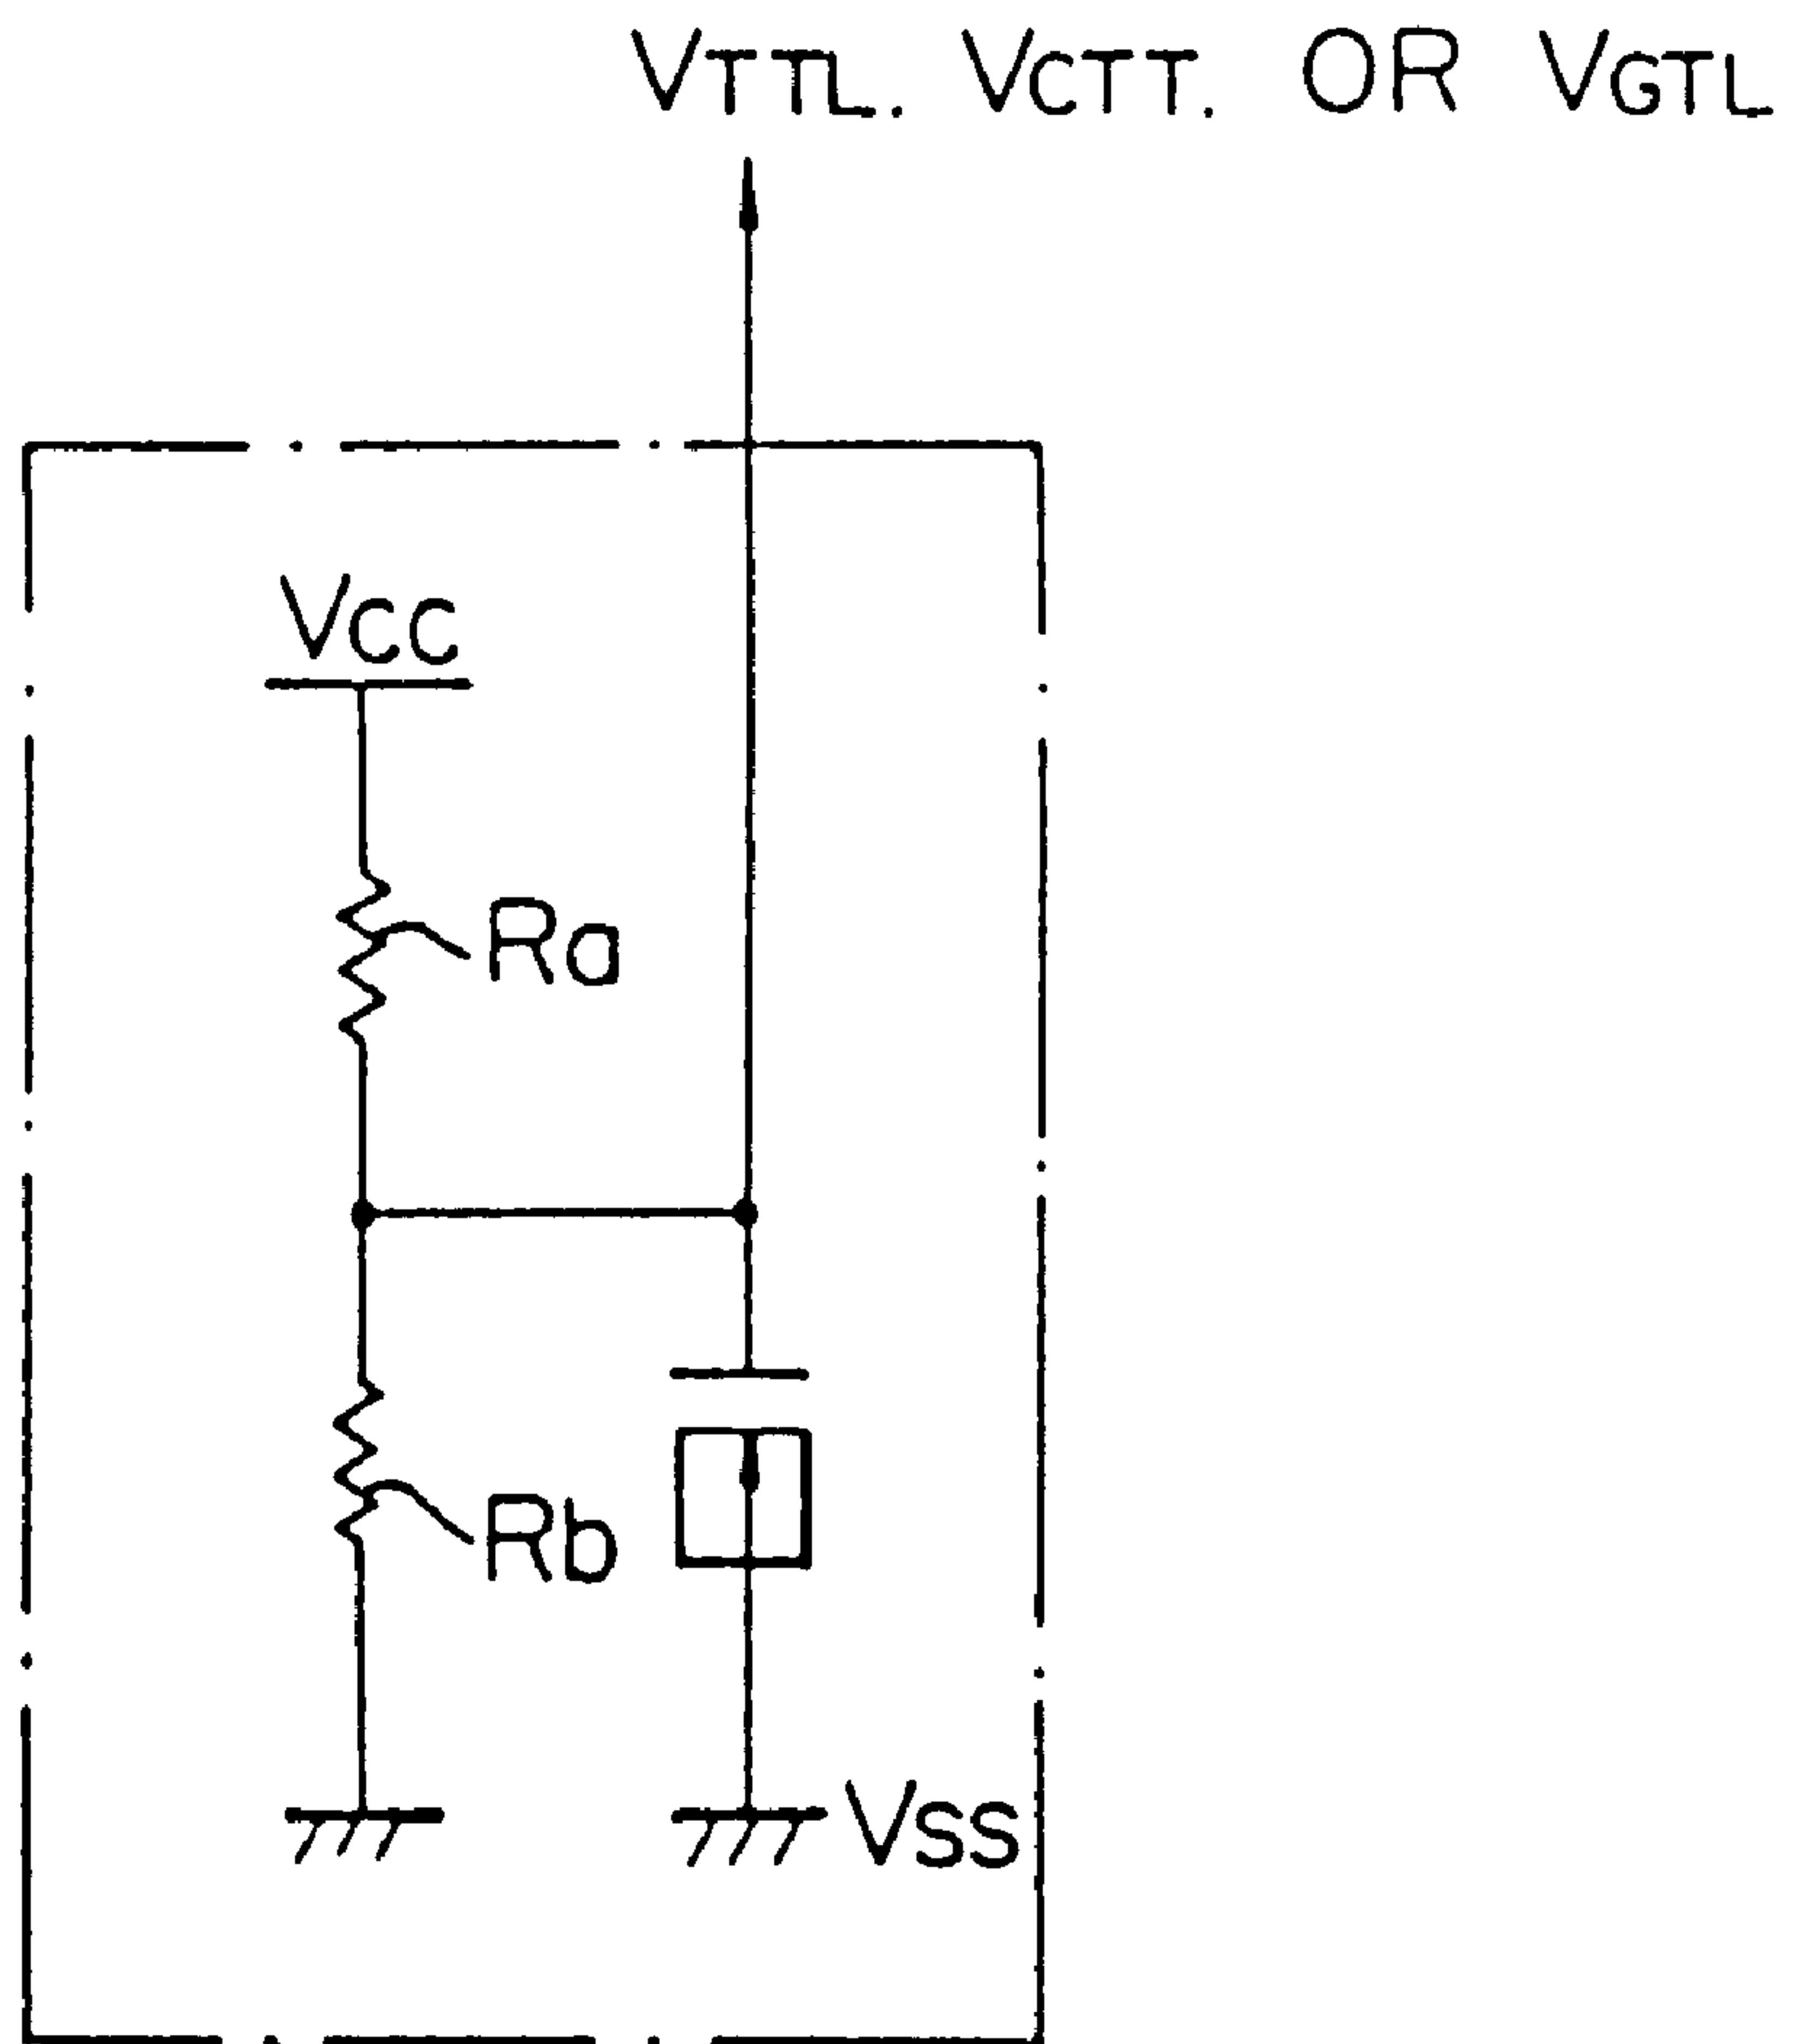 VTTL. VCTT. OR VGTL
VCC
Ra
Rb
VSS